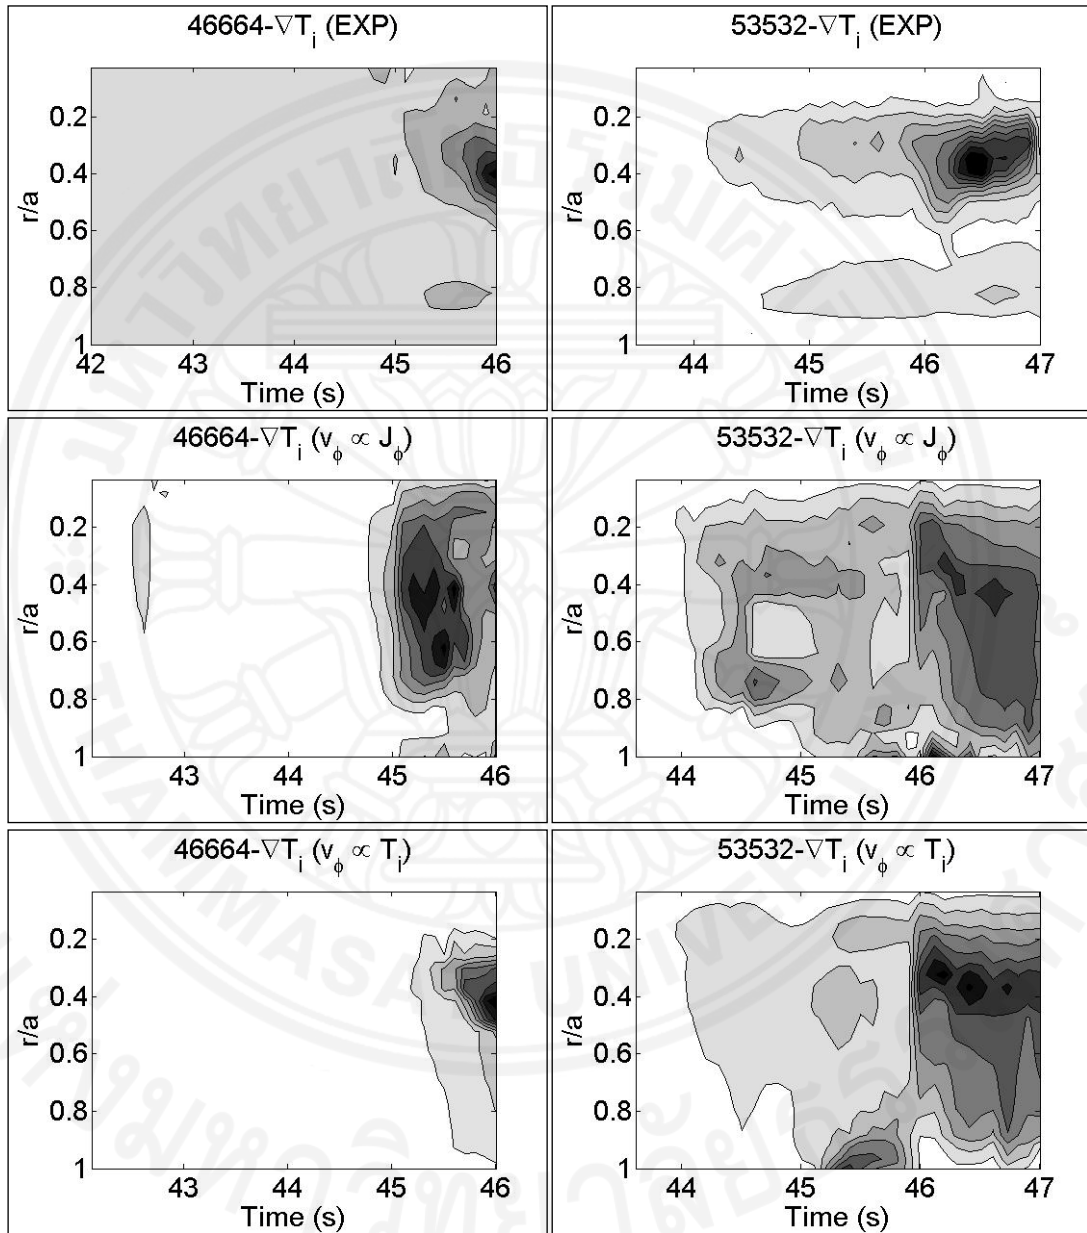 46664-∇T_i (EXP)
0.2
0.4
0.6
0.8
1
r/a
42 43 44 45 46
Time (s)
53532-∇T_i (EXP)
0.2
0.4
0.6
0.8
1
r/a
44 45 46 47
Time (s)
46664-∇T_i (v_ϕ ∝ J_ϕ)
0.2
0.4
0.6
0.8
1
r/a
43 44 45 46
Time (s)
53532-∇T_i (v_ϕ ∝ J_ϕ)
0.2
0.4
0.6
0.8
1
r/a
44 45 46 47
Time (s)
46664-∇T_i (v_ϕ ∝ T_i)
0.2
0.4
0.6
0.8
1
r/a
43 44 45 46
Time (s)
53532-∇T_i (v_ϕ ∝ T_i)
0.2
0.4
0.6
0.8
1
r/a
44 45 46 47
Time (s)
THAMMASAT UNIVERSITY